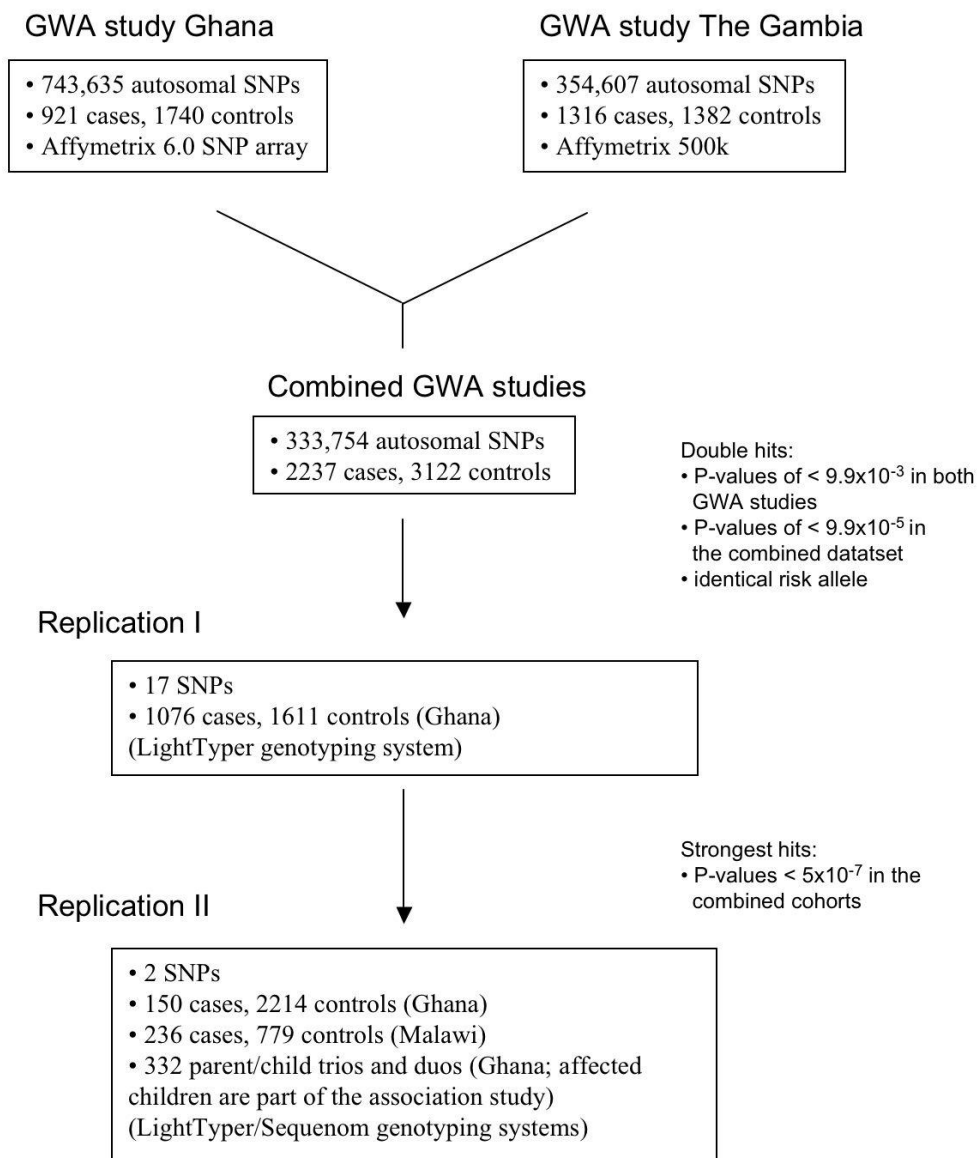 GWA study Ghana
• 743,635 autosomal SNPs
• 921 cases, 1740 controls
• Affymetrix 6.0 SNP array
GWA study The Gambia
• 354,607 autosomal SNPs
• 1316 cases, 1382 controls
• Affymetrix 500k
Combined GWA studies
• 333,754 autosomal SNPs
• 2237 cases, 3122 controls
Double hits:
• P-values of < 9.9x10⁻³ in both
GWA studies
• P-values of < 9.9x10⁻⁵ in
the combined datatset
• identical risk allele
Replication I
• 17 SNPs
• 1076 cases, 1611 controls (Ghana)
(LightTyper genotyping system)
Strongest hits:
• P-values < 5x10⁻⁷ in the
combined cohorts
Replication II
• 2 SNPs
• 150 cases, 2214 controls (Ghana)
• 236 cases, 779 controls (Malawi)
• 332 parent/child trios and duos (Ghana; affected
children are part of the association study)
(LightTyper/Sequenom genotyping systems)